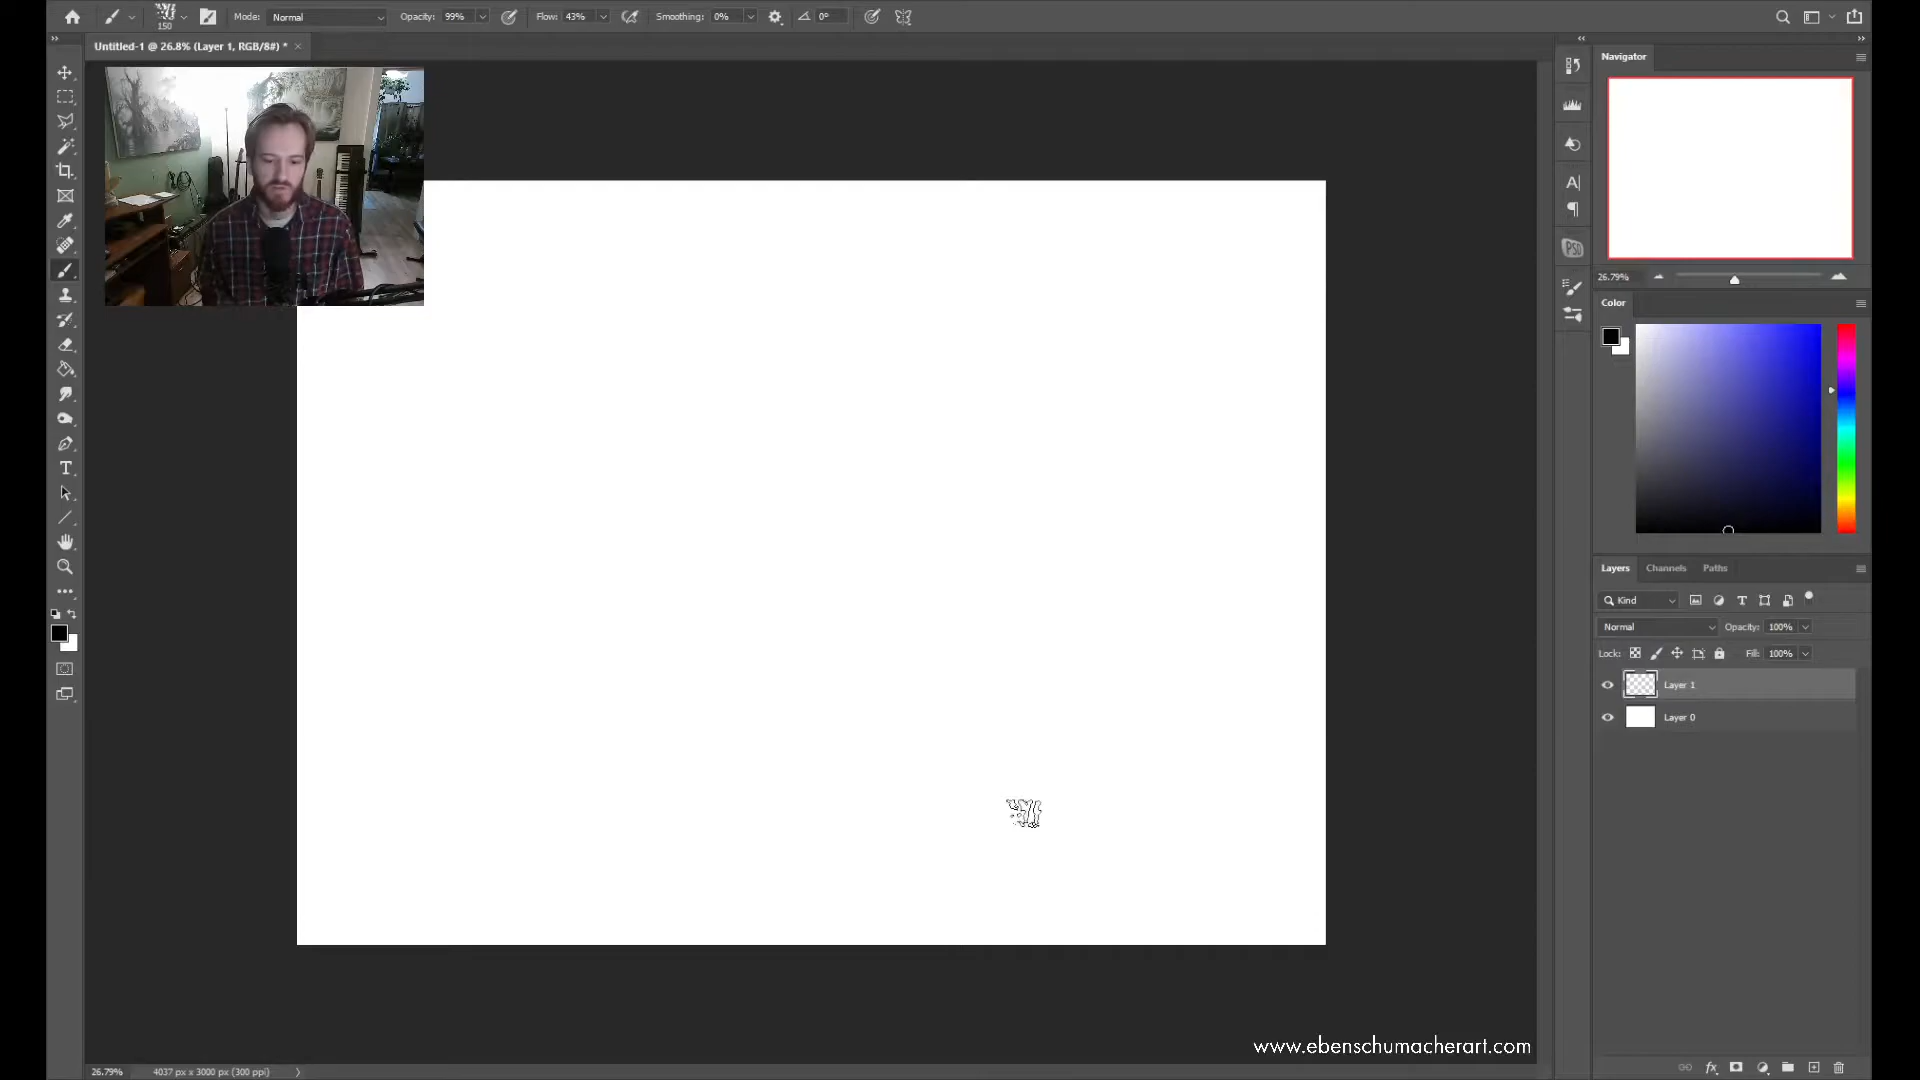 150
Mode: Normal
Opacity: 99%
Flow: 43%
Smoothing: 0%
0°
Untitled-1 @ 26.8% (Layer 1, RGB/8#) *
Navigator
26.79%
Color
Layers Channels Paths
Kind
Normal Opacity: 100%
Lock: Fill: 100%
Layer 1
Layer 0
www.ebenschumacherart.com
26.79% 4037 px x 3000 px (300 ppi)